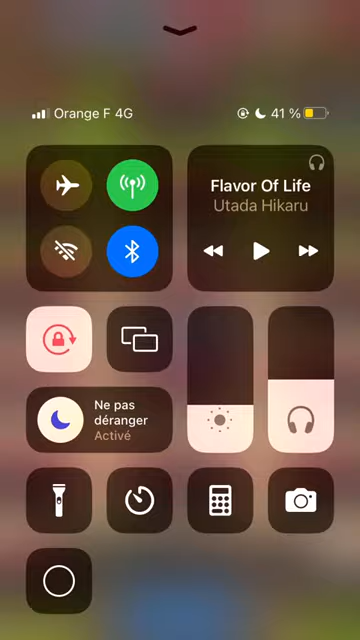 Orange F 4G
41 %
Flavor Of Life
Utada Hikaru
Ne pas
déranger
Activé